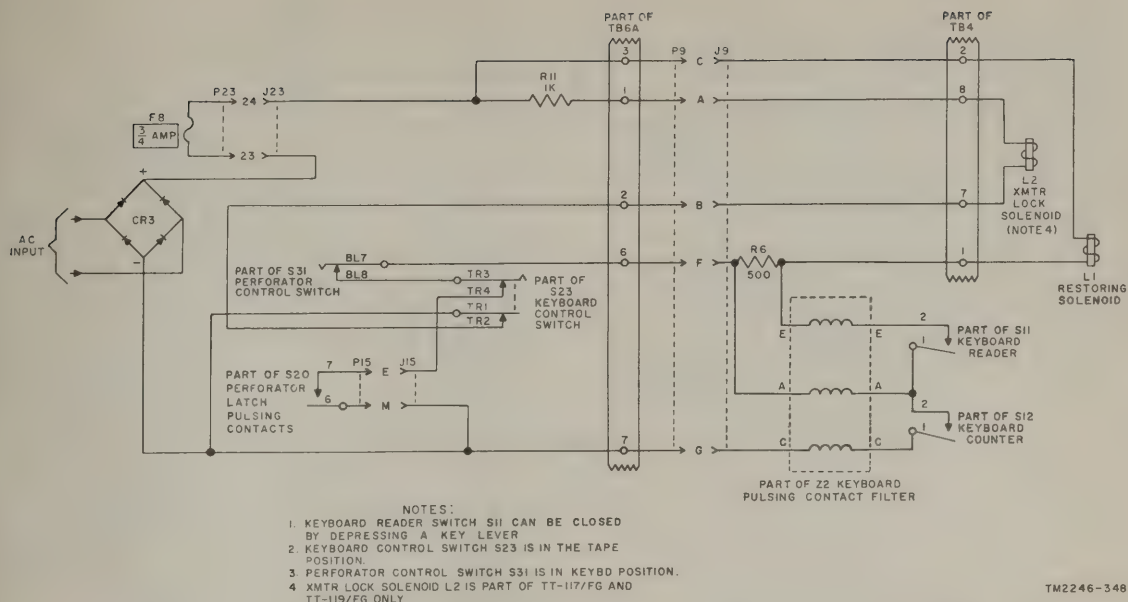 PART OF
TB6A
PART OF
TB4
3
P9
C
J9
2
P23
24
J23
R11
1K
1
A
8
F8
3/4 AMP
23
+
CR3
AC
INPUT
-
2
B
7
L2
XMTR
LOCK
SOLENOID
(NOTE 4)
BL7
BL8
PART OF S31
PERFORATOR
CONTROL SWITCH
TR3
TR4
TR1
TR2
PART OF
S23
KEYBOARD
CONTROL
SWITCH
6
F
R6
500
1
L1
RESTORING
SOLENOID
E
E
2
1
PART OF S11
KEYBOARD
READER
PART OF S20
PERFORATOR
LATCH
PULSING
CONTACTS
7
P15
E
J15
6
M
A
A
2
1
PART OF S12
KEYBOARD
COUNTER
7
G
C
C
PART OF Z2 KEYBOARD
PULSING CONTACT FILTER
NOTES:
1. KEYBOARD READER SWITCH S11 CAN BE CLOSED
BY DEPRESSING A KEY LEVER
2. KEYBOARD CONTROL SWITCH S23 IS IN THE TAPE
POSITION.
3. PERFORATOR CONTROL SWITCH S31 IS IN KEYBD POSITION.
4 XMTR LOCK SOLENOID L2 IS PART OF TT-117/FG AND
TT-119/FG ONLY
TM2246-348